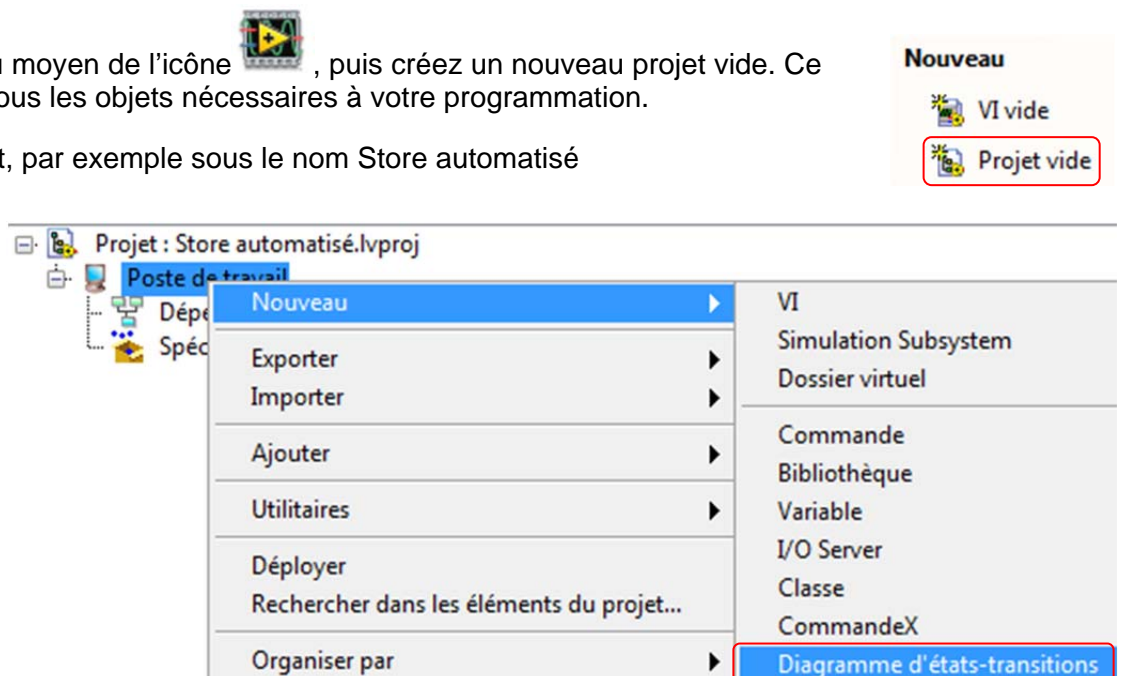 u moyen de l'icône , puis créez un nouveau projet vide. Ce
ous les objets nécessaires à votre programmation.
t, par exemple sous le nom Store automatisé
Nouveau
VI vide
Projet vide
Projet : Store automatisé.lvproj
Poste de travail
Dépe
Spéc
Nouveau
Exporter
Importer
Ajouter
Utilitaires
Déployer
Rechercher dans les éléments du projet...
Organiser par
VI
Simulation Subsystem
Dossier virtuel
Commande
Bibliothèque
Variable
I/O Server
Classe
CommandeX
Diagramme d'états-transitions